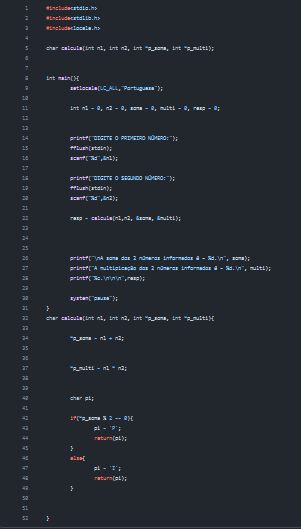 1 #include<stdio.h>
2 #include<stdlib.h>
3 #include<locale.h>
4
5 char calcula(int n1, int n2, int *p_soma, int *p_multi);
6
7
8 int main(){
9 setlocale(LC_ALL,"Portuguese");
10
11 int n1 = 0, n2 = 0, soma = 0, multi = 0, resp = 0;
12
13
14 printf("DIGITE O PRIMEIRO NÚMERO:");
15 fflush(stdin);
16 scanf("%d",&n1);
17
18 printf("DIGITE O SEGUNDO NÚMERO:");
19 fflush(stdin);
20 scanf("%d",&n2);
21
22 resp = calcula(n1,n2, &soma, &multi);
23
24
25
26 printf("\nA soma dos 2 números informados é = %d.\n", soma);
27 printf("A multipicação dos 2 números informados é = %d.\n", multi);
28 printf("%c.\n\n\n",resp);
29
30 system("pause");
31 }
32 char calcula(int n1, int n2, int *p_soma, int *p_multi){
33
34 *p_soma = n1 + n2;
35
36
37 *p_multi = n1 * n2;
38
39
40 char pi;
41
42 if(*p_soma % 2 == 0){
43 pi = 'P';
44 return(pi);
45 }
46 else{
47 pi = 'I';
48 return(pi);
49 }
50
51
52 }